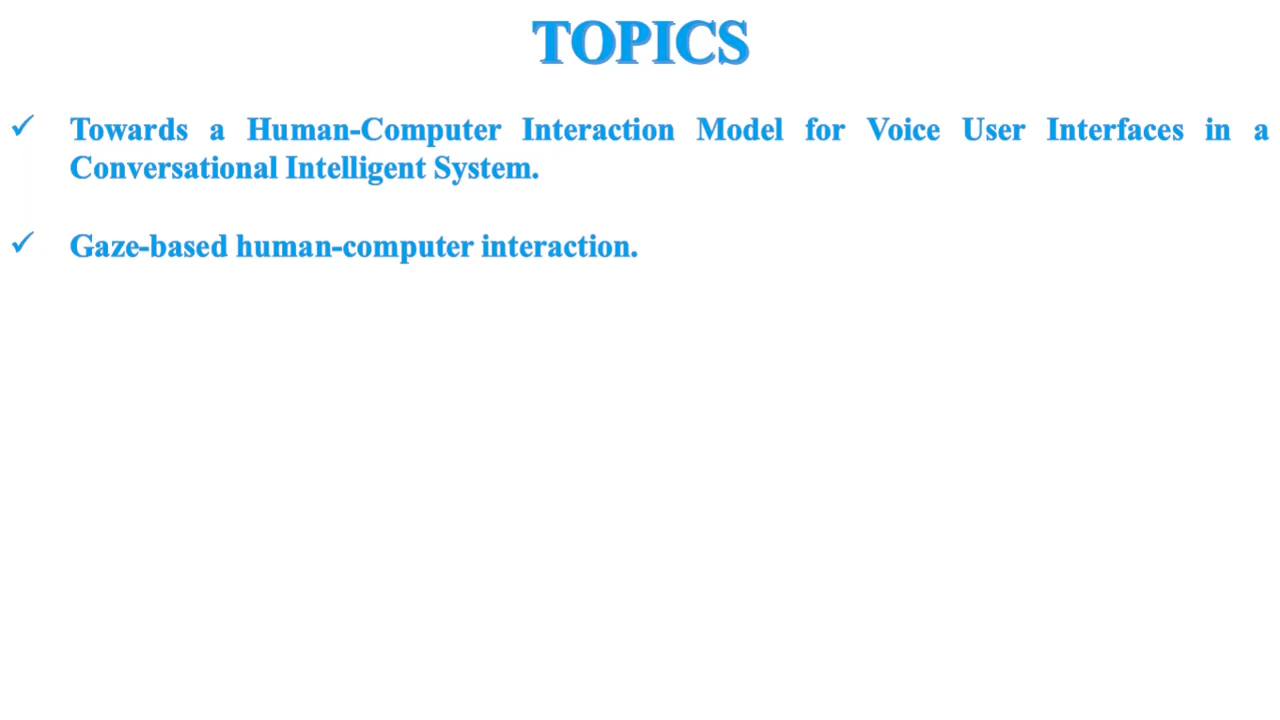 TOPICS
✓ Towards a Human-Computer Interaction Model for Voice User Interfaces in a
Conversational Intelligent System.
✓ Gaze-based human-computer interaction.